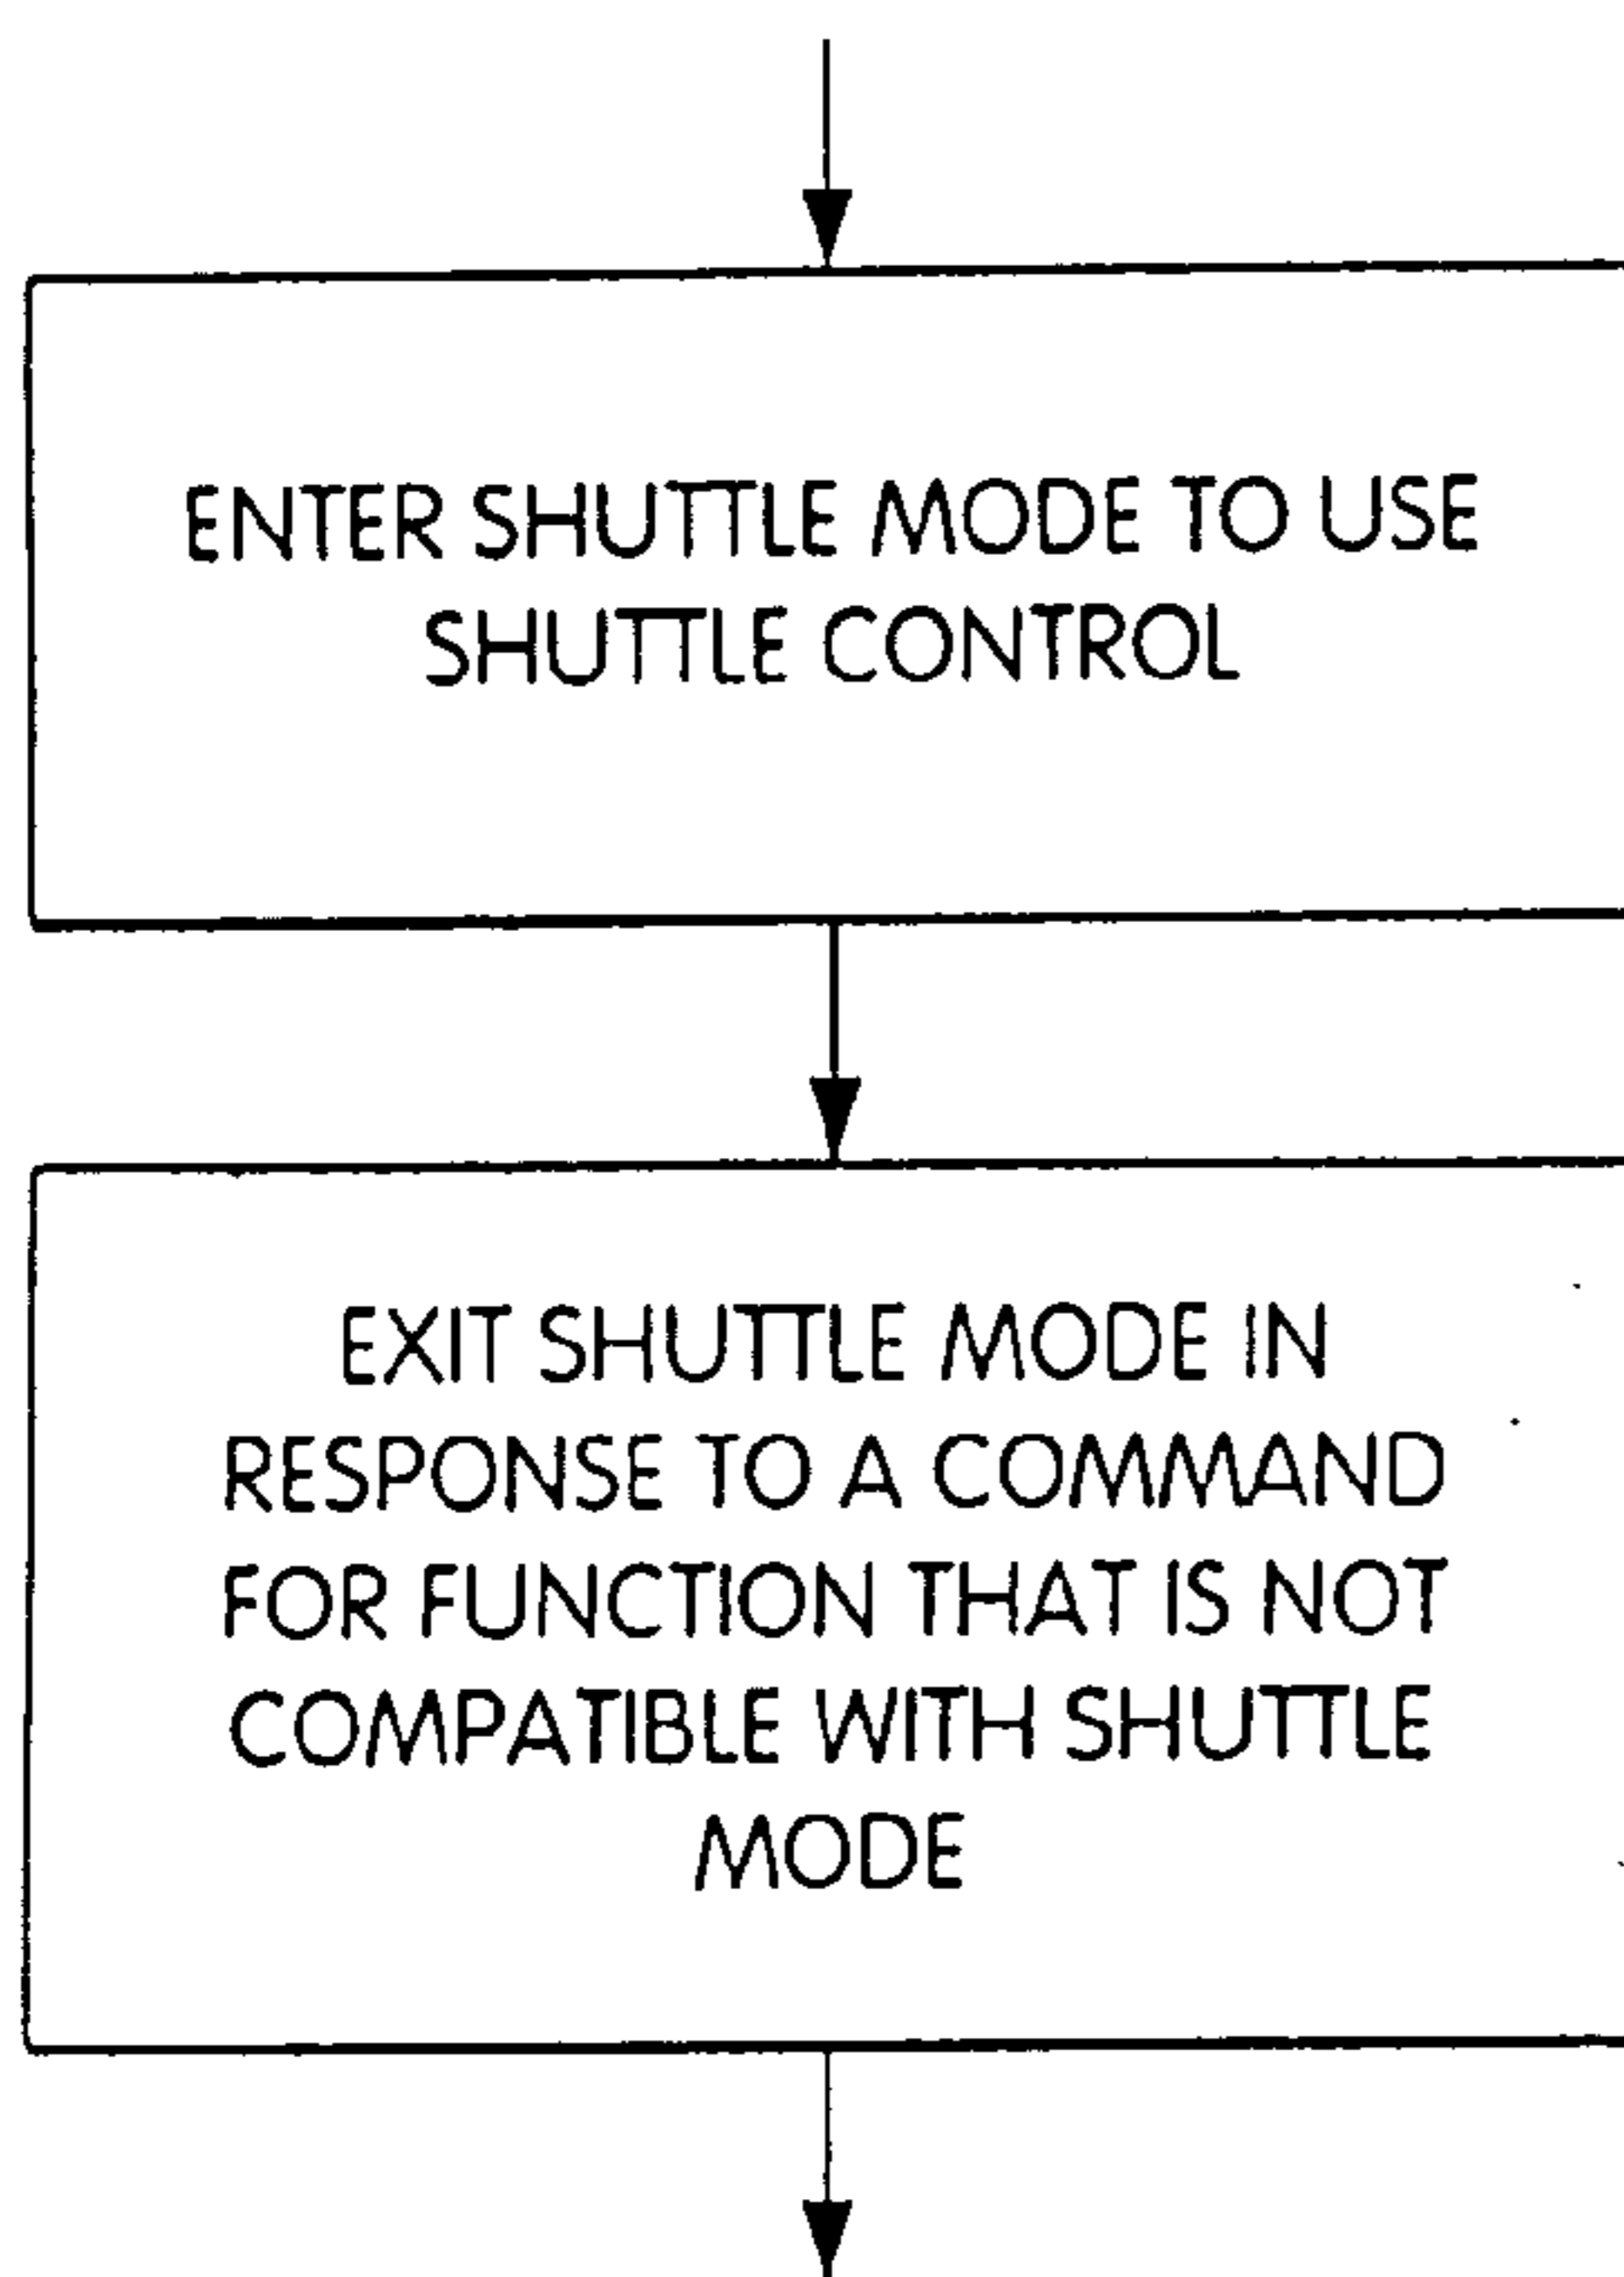 ENTER SHUTTLE MODE TO USE
SHUTTLE CONTROL
EXIT SHUTTLE MODE IN
RESPONSE TO A COMMAND
FOR FUNCTION THAT IS NOT
COMPATIBLE WITH SHUTTLE
MODE